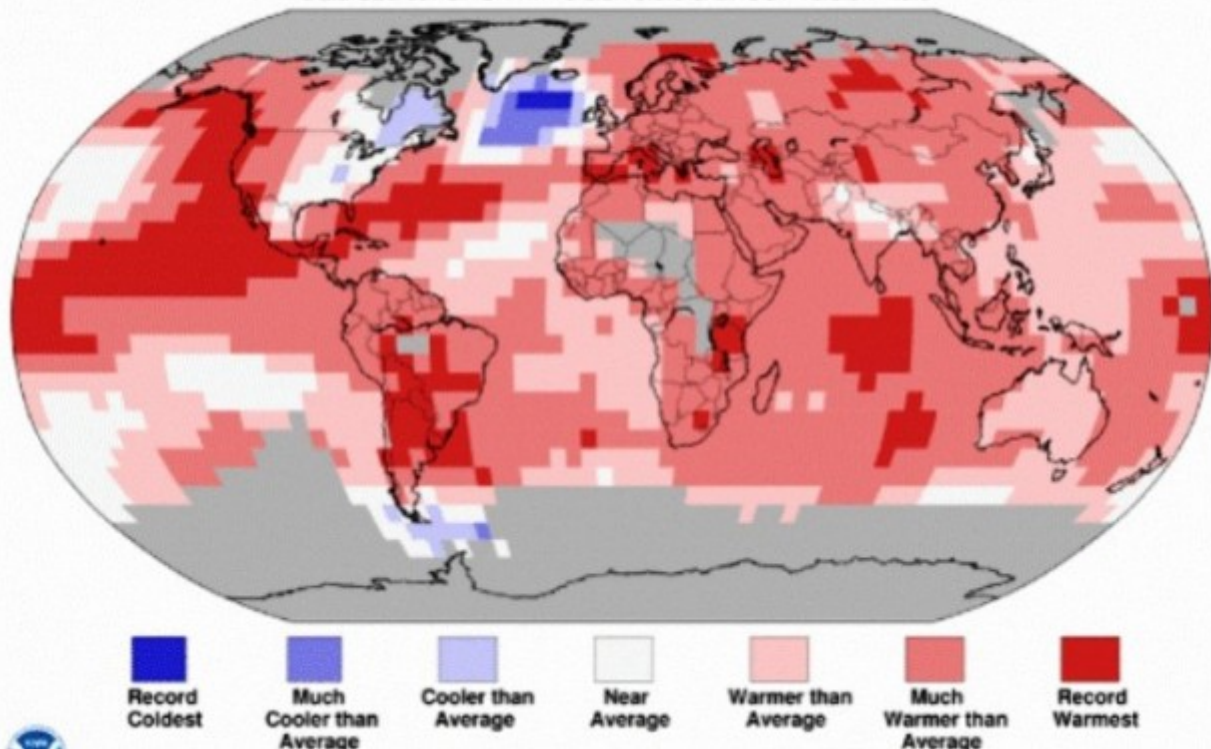 Record
Coldest
Much
Cooler than
Average
Cooler than
Average
Near
Average
Warmer than
Average
Much
Warmer than
Average
Record
Warmest